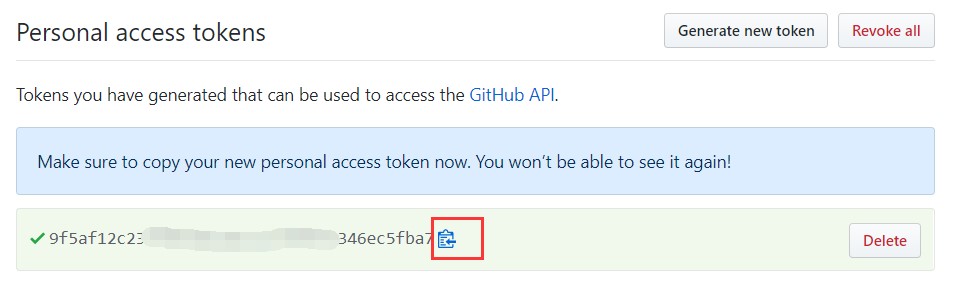 Personal access tokens
Generate new token
Revoke all
Tokens you have generated that can be used to access the GitHub API.
Make sure to copy your new personal access token now. You won't be able to see it again!
9f5af12c23 346ec5fba7
Delete